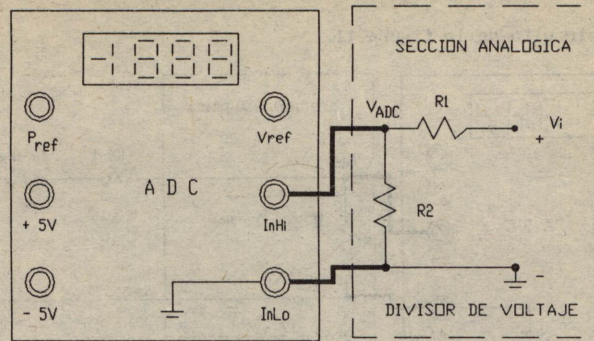 SECCION ANALOGICA
-1888
Pref
Vref
VADC
R1
Vi
+
A D C
+ 5V
InHi
R2
- 5V
InLo
-
DIVISOR DE VOLTAJE